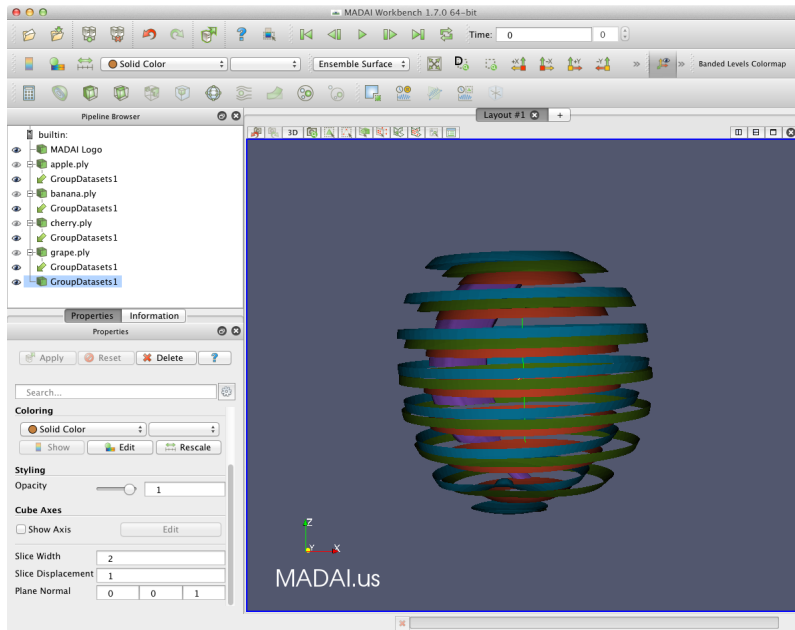 MADAI Workbench 1.7.0 64-bit
Time: 0 0
Solid Color Ensemble Surface Banded Levels Colormap
Pipeline Browser
Layout #1 +
3D
builtin:
MADAI Logo
apple.ply
GroupDatasets1
banana.ply
GroupDatasets1
cherry.ply
GroupDatasets1
grape.ply
GroupDatasets1
GroupDatasets1
Properties Information
Properties
Apply Reset Delete ?
Search...
Coloring
Solid Color
Show Edit Rescale
Styling
Opacity 1
Cube Axes
Show Axis Edit
Slice Width 2
Slice Displacement 1
Plane Normal 0 0 1
Z
Y X
MADAI.us